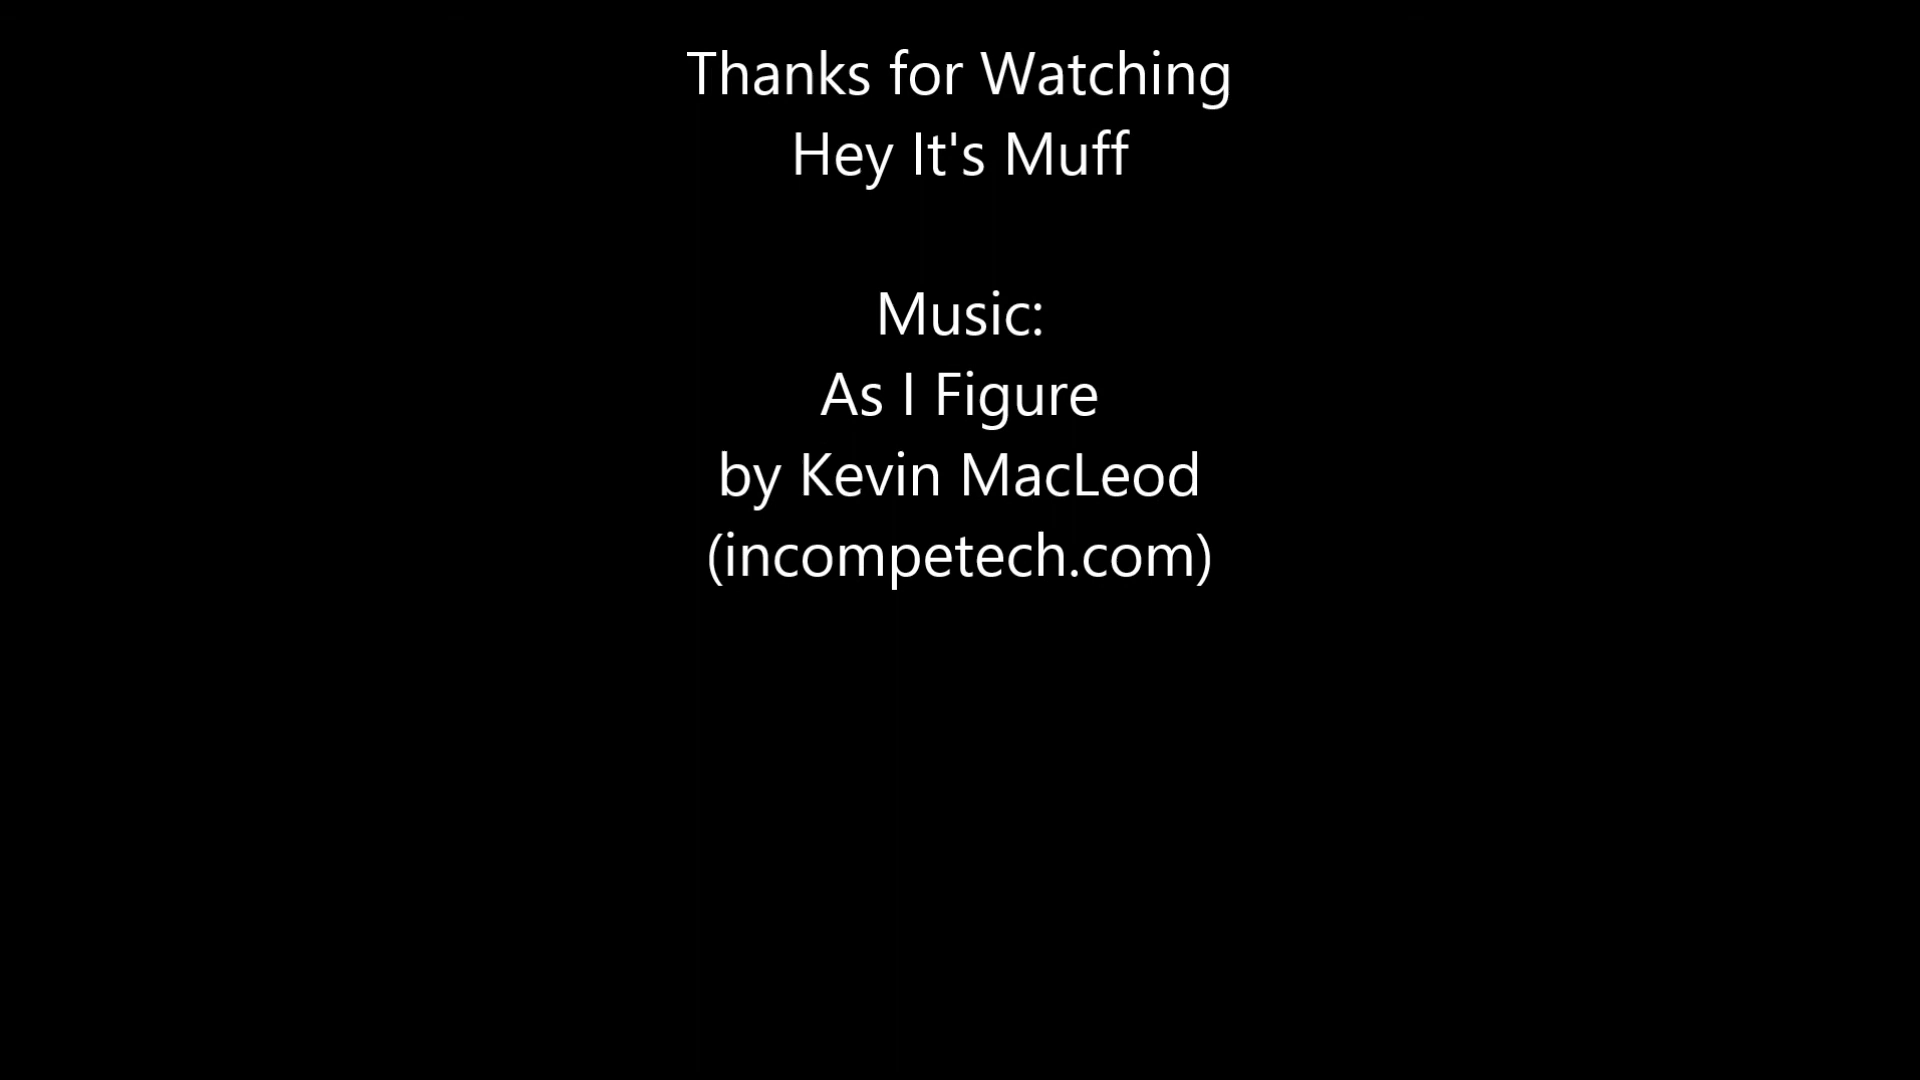 Thanks for Watching
Hey It's Muff
Music:
As I Figure
by Kevin MacLeod
(incompetech.com)